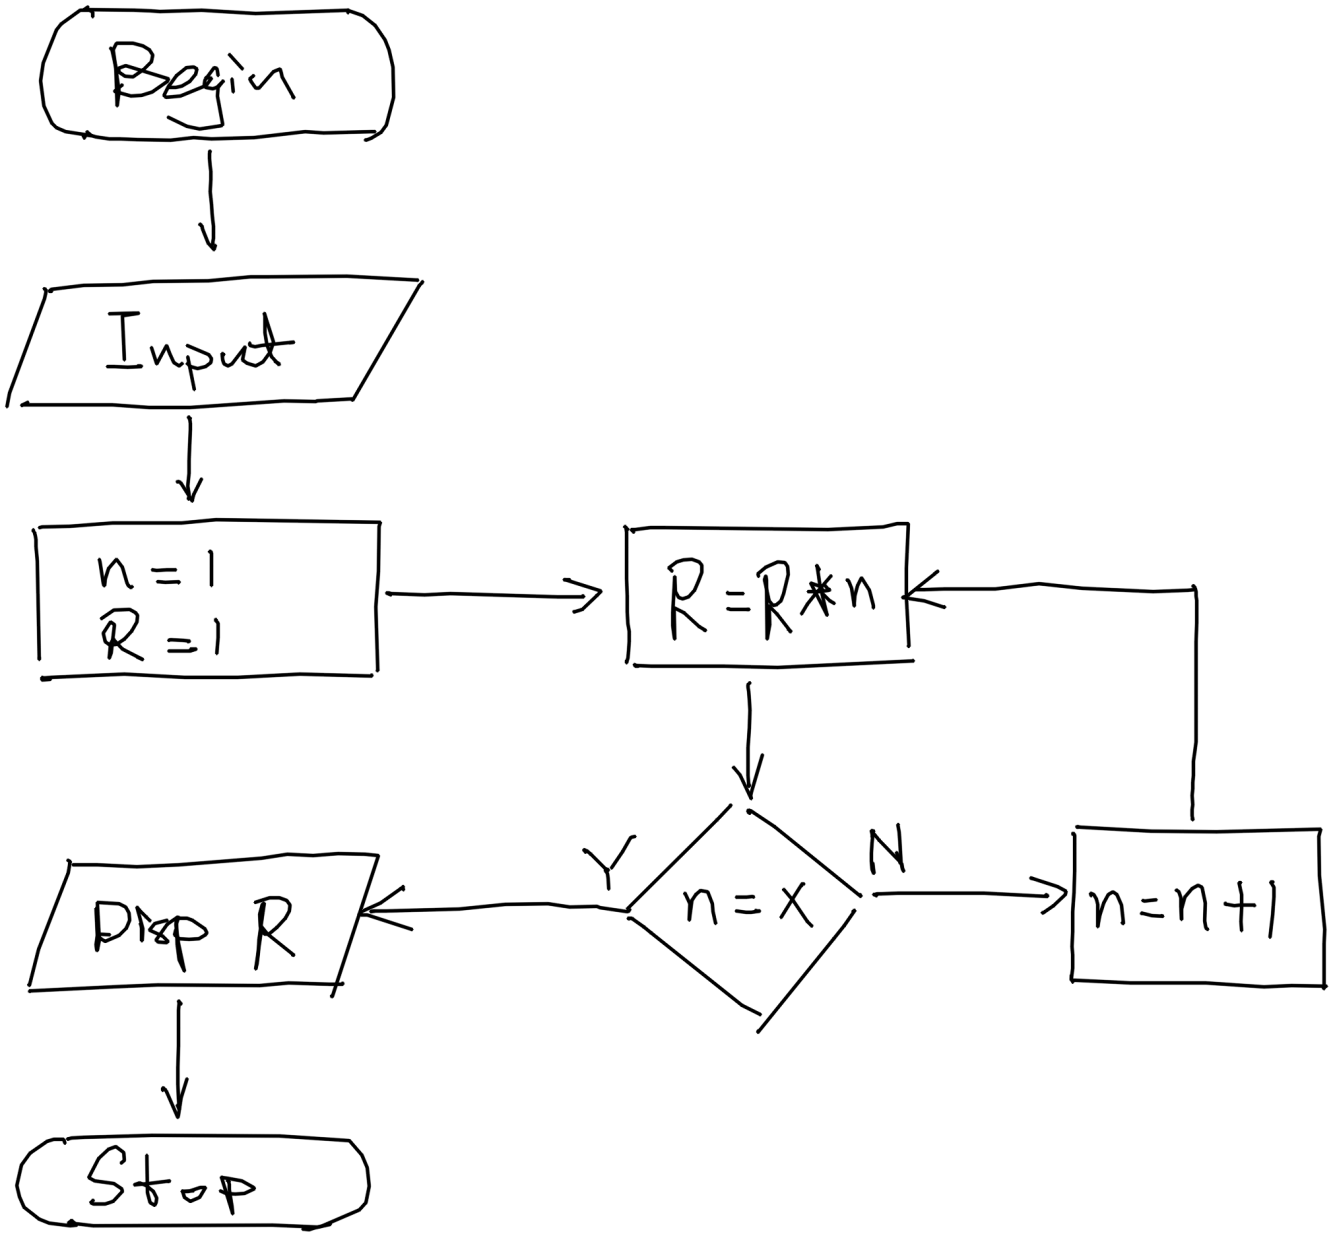 Begin
Input
n = 1
R = 1
R = R * n
n = x
Y
N
n = n + 1
Disp R
Stop